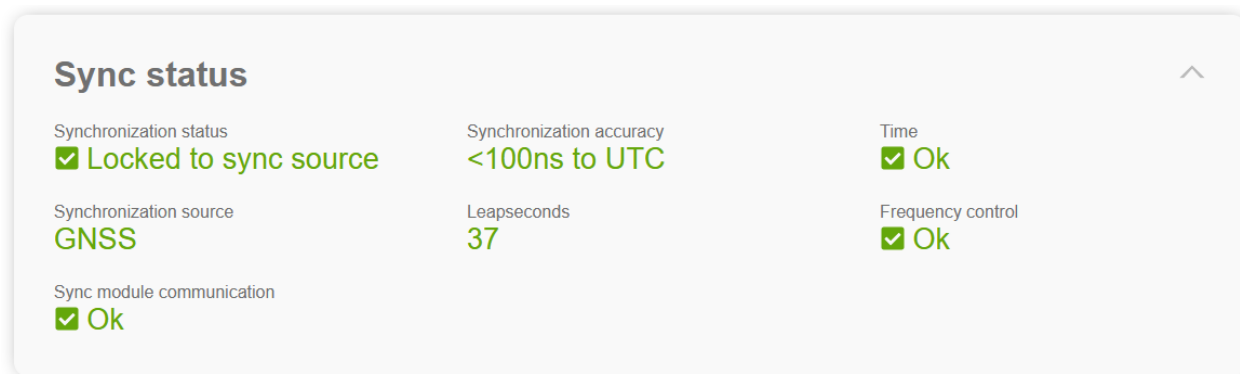 Sync status
Synchronization status
Locked to sync source
Synchronization accuracy
<100ns to UTC
Time
Ok
Synchronization source
GNSS
Leapseconds
37
Frequency control
Ok
Sync module communication
Ok